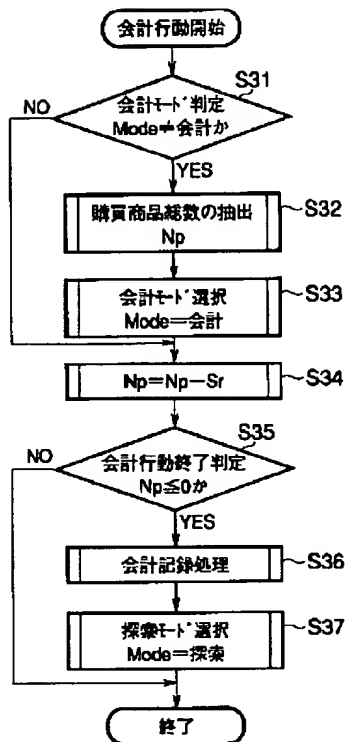 会計行動開始
S31
会計ﾓｰﾄﾞ判定
Mode≠会計か
NO
YES
購買商品総数の抽出
Np
S32
会計ﾓｰﾄﾞ選択
Mode=会計
S33
Np=Np-Sr
S34
S35
会計行動終了判定
Np≦0か
NO
YES
会計記録処理
S36
探索ﾓｰﾄﾞ選択
Mode=探索
S37
終了